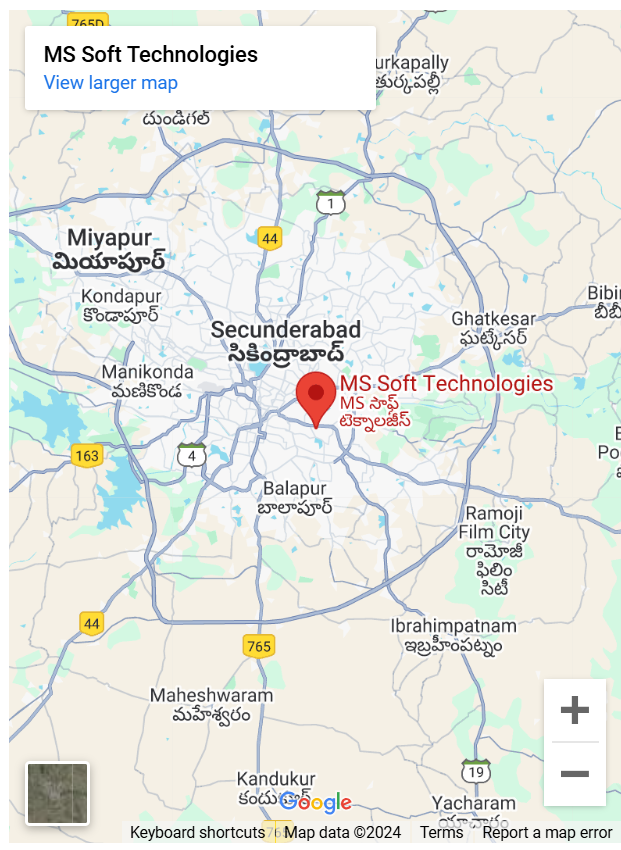 765D
MS Soft Technologies
View larger map
urkapally
తుర్కపల్లీ
దుండిగల్
1
44
Miyapur
మియాపూర్
Kondapur
కొండాపూర్
Secunderabad
సికింద్రాబాద్
Ghatkesar
ఘట్కేసర్
Bibi
బీబీ
Manikonda
మణికొండ
MS Soft Technologies
MS సాఫ్ట్
టెక్నాలజీస్
163
4
Po
Balapur
బాలాపూర్
Ramoji
Film City
రామోజీ
ఫిలిం
సిటీ
44
765
Ibrahimpatnam
ఇబ్రహీంపట్నం
Maheshwaram
మహేశ్వరం
19
Kandukur
కందుకూర్
Google
Yacharam
యాచారం
Keyboard shortcuts
765
Map data ©2024
Terms
Report a map error